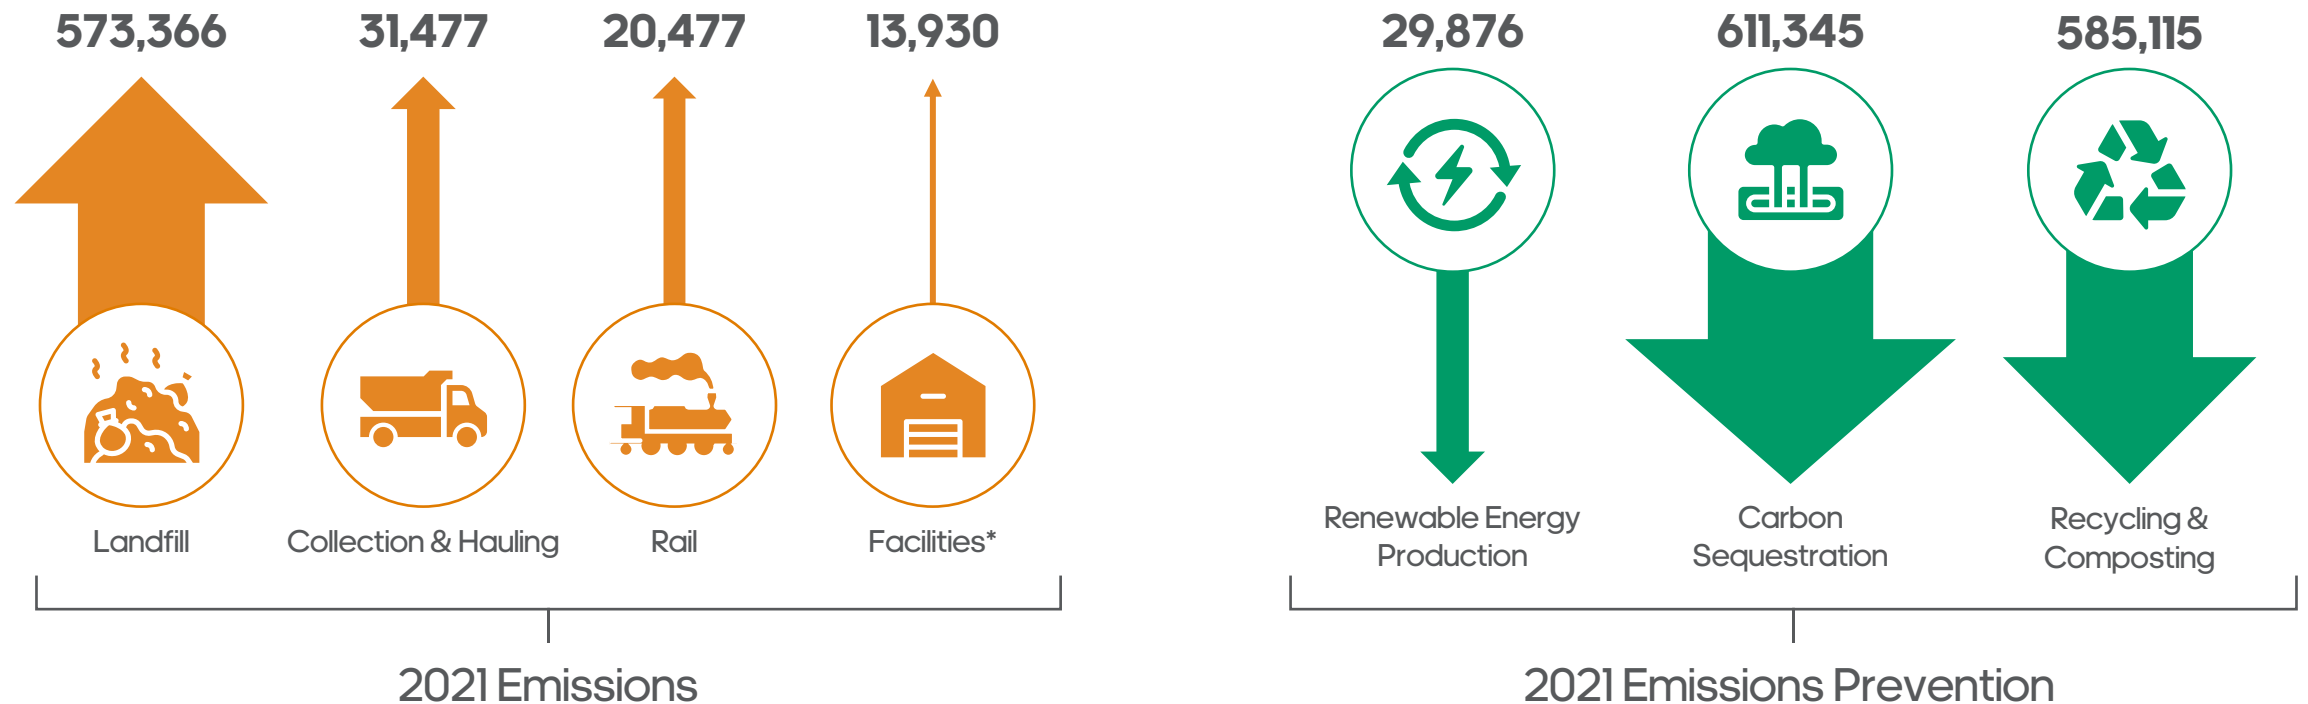 573,366
31,477
20,477
13,930
Landfill
Collection & Hauling
Rail
Facilities*
2021 Emissions
29,876
611,345
585,115
Renewable Energy
Production
Carbon
Sequestration
Recycling &
Composting
2021 Emissions Prevention